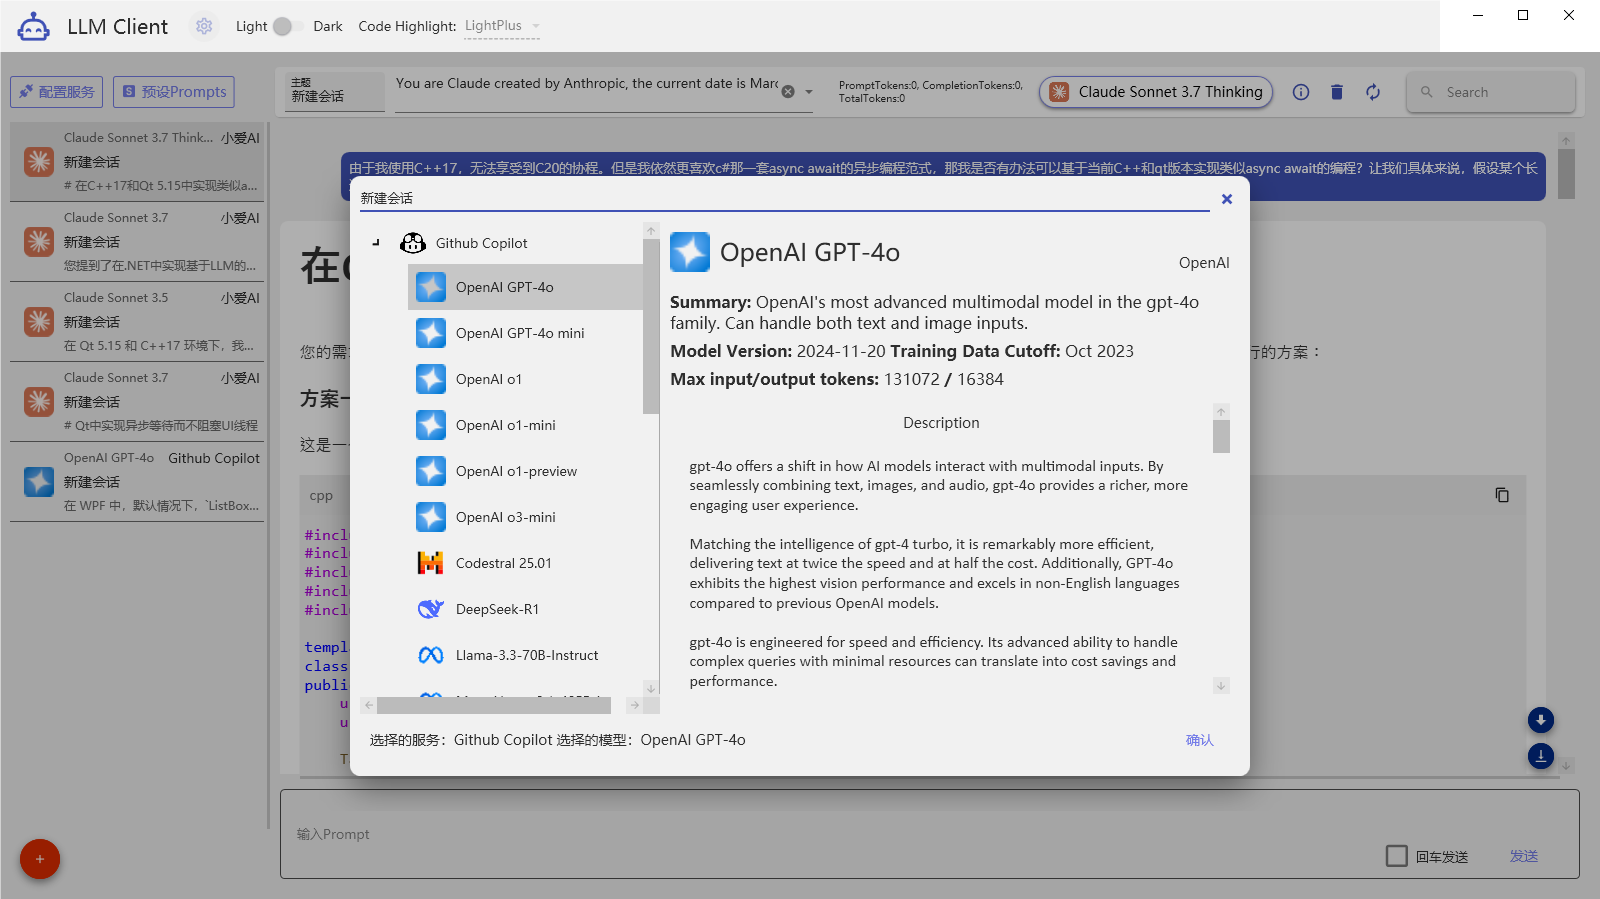 LLM Client
Light
Dark
Code Highlight:
LightPlus
配置服务
预设Prompts
主题
新建会话
You are Claude created by Anthropic, the current date is Marc
PromptTokens:0, CompletionTokens:0,
TotalTokens:0
Claude Sonnet 3.7 Thinking
Search
Claude Sonnet 3.7 Think...
小爱AI
新建会话
# 在C++17和Qt 5.15中实现类似a...
Claude Sonnet 3.7
小爱AI
新建会话
您提到了在.NET中实现基于LLM的...
Claude Sonnet 3.5
小爱AI
新建会话
在 Qt 5.15 和 C++17 环境下，我...
Claude Sonnet 3.7
小爱AI
新建会话
# Qt中实现异步等待而不阻塞UI线程
OpenAI GPT-4o
Github Copilot
新建会话
在 WPF 中，默认情况下，`ListBox...
由于我使用C++17，无法享受到C20的协程。但是我依然更喜欢c#那一套async await的异步编程范式，那我是否有办法可以基于当前C++和qt版本实现类似async await的编程？让我们具体来说，假设某个长
在C
您的需
行的方案：
方案一
这是一
cpp
#incl
#incl
#incl
#incl
#incl
templ
class
publi
u
u
T
新建会话
Github Copilot
OpenAI GPT-4o
OpenAI GPT-4o mini
OpenAI o1
OpenAI o1-mini
OpenAI o1-preview
OpenAI o3-mini
Codestral 25.01
DeepSeek-R1
Llama-3.3-70B-Instruct
OpenAI GPT-4o
OpenAI
Summary: OpenAI's most advanced multimodal model in the gpt-4o
family. Can handle both text and image inputs.
Model Version: 2024-11-20 Training Data Cutoff: Oct 2023
Max input/output tokens: 131072 / 16384
Description
gpt-4o offers a shift in how AI models interact with multimodal inputs. By
seamlessly combining text, images, and audio, gpt-4o provides a richer, more
engaging user experience.
Matching the intelligence of gpt-4 turbo, it is remarkably more efficient,
delivering text at twice the speed and at half the cost. Additionally, GPT-4o
exhibits the highest vision performance and excels in non-English languages
compared to previous OpenAI models.
gpt-4o is engineered for speed and efficiency. Its advanced ability to handle
complex queries with minimal resources can translate into cost savings and
performance.
选择的服务：Github Copilot 选择的模型：OpenAI GPT-4o
确认
输入Prompt
回车发送
发送